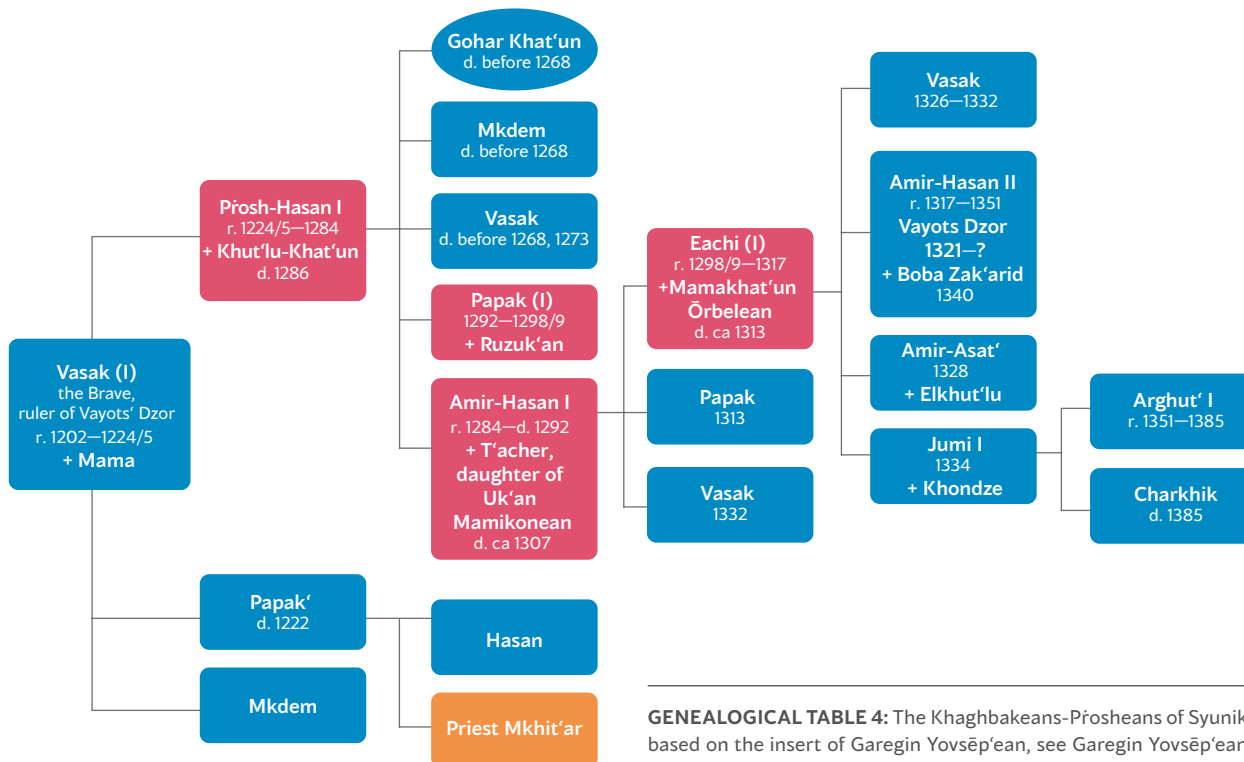 Vasak (I)
the Brave,
ruler of Vayots‘ Dzor
r. 1202—1224/5
+ Mama
Pṙosh-Hasan I
r. 1224/5—1284
+ Khut‘lu-Khat‘un
d. 1286
Papak‘
d. 1222
Mkdem
Gohar Khat‘un
d. before 1268
Mkdem
d. before 1268
Vasak
d. before 1268, 1273
Papak (I)
1292—1298/9
+ Ruzuk‘an
Amir-Hasan I
r. 1284—d. 1292
+ T‘acher,
daughter of
Uk‘an
Mamikonean
d. ca 1307
Hasan
Priest Mkhit‘ar
Eachi (I)
r. 1298/9—1317
+Mamakhat‘un
Ōrbelean
d. ca 1313
Papak
1313
Vasak
1332
Vasak
1326—1332
Amir-Hasan II
r. 1317—1351
Vayots Dzor
1321—?
+ Boba Zak‘arid
1340
Amir-Asat‘
1328
+ Elkhut‘lu
Jumi I
1334
+ Khondze
Arghut‘ I
r. 1351—1385
Charkhik
d. 1385
GENEALOGICAL TABLE 4: The Khaghbakeans-Pṙosheans of Syunik
based on the insert of Garegin Yovsēp‘ean, see Garegin Yovsēp‘ean